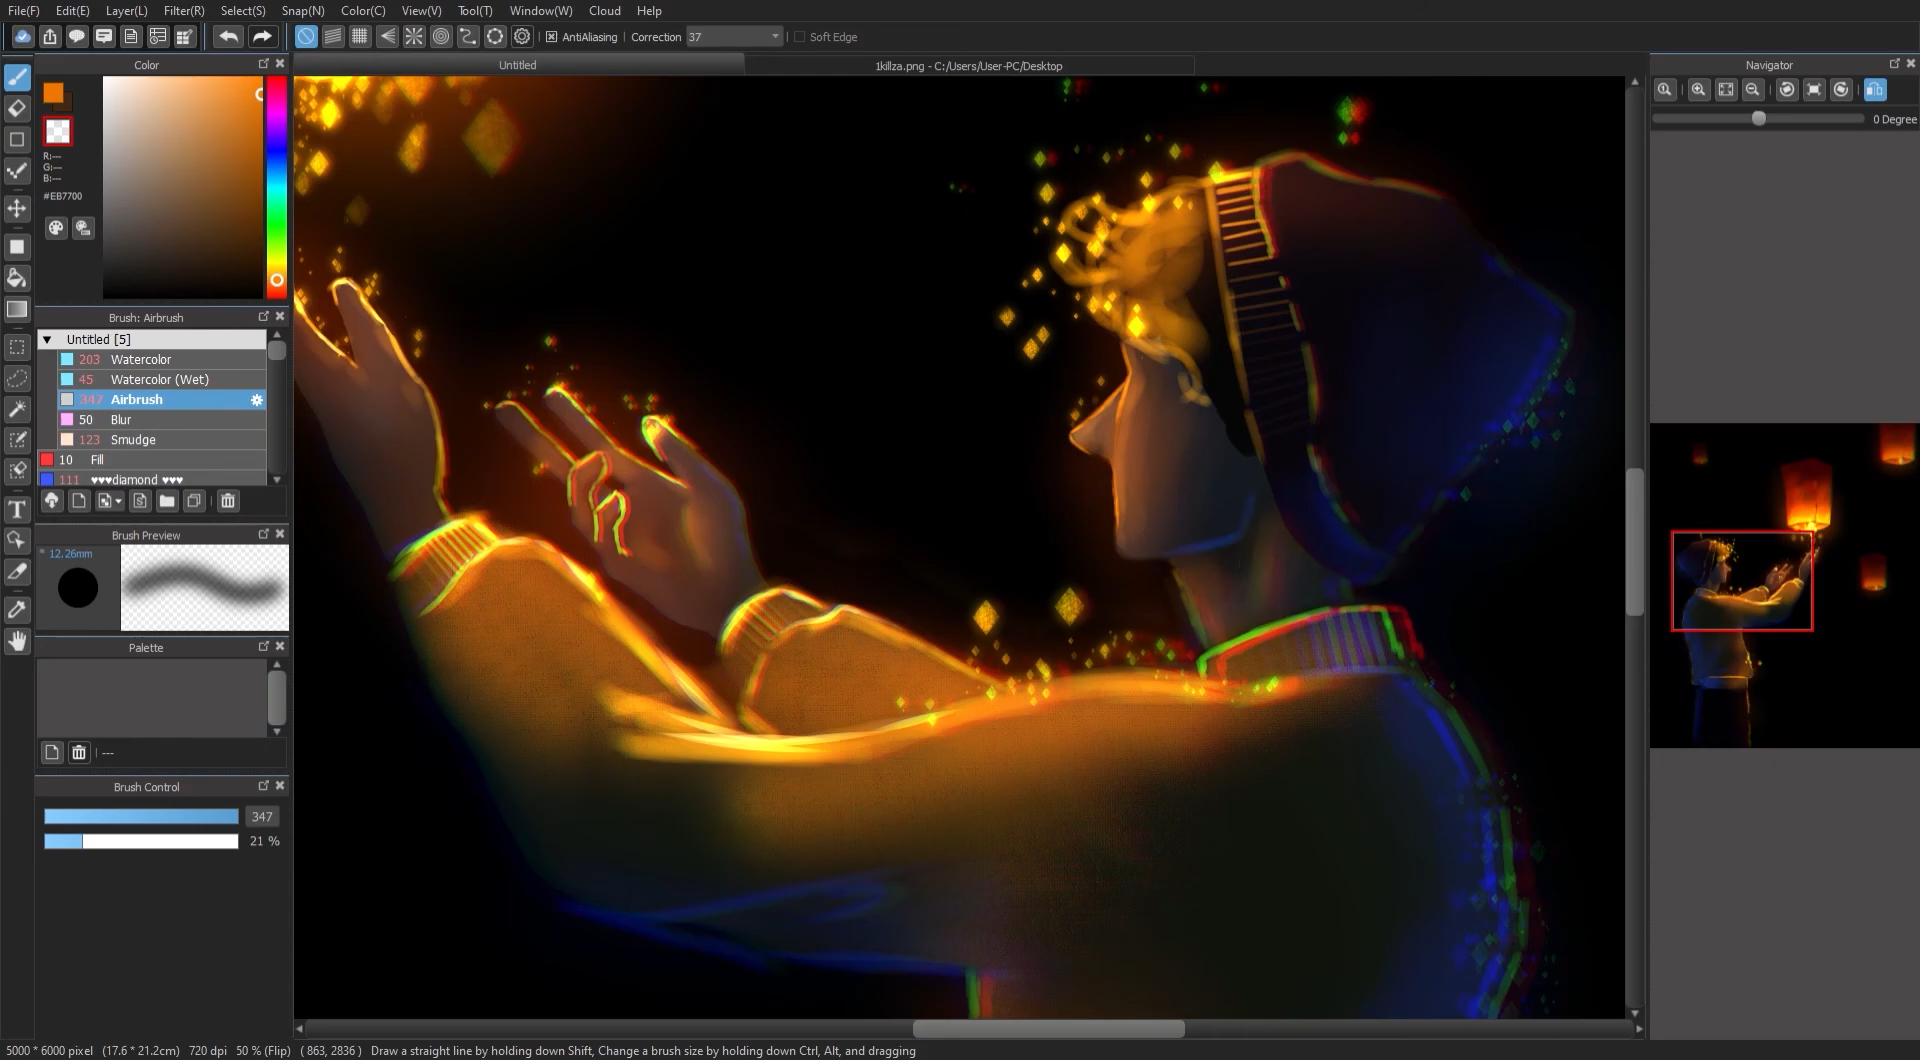 File(F) Edit(E) Layer(L) Filter(R) Select(S) Snap(N) Color(C) View(V) Tool(T) Window(W) Cloud Help
AntiAliasing Correction 37 Soft Edge
Color
R:---
G:---
B:---
#EB7700
Brush: Airbrush
Untitled [5]
203 Watercolor
45 Watercolor (Wet)
347 Airbrush
50 Blur
123 Smudge
10 Fill
111 ♥♥♥diamond ♥♥♥
Brush Preview
* 12.26mm
Palette
---
Brush Control
347
21 %
Untitled
1killza.png - C:/Users/User-PC/Desktop
Navigator
0 Degree
T
5000 * 6000 pixel (17.6 * 21.2cm) 720 dpi 50 % (Flip) ( 863, 2836 ) Draw a straight line by holding down Shift, Change a brush size by holding down Ctrl, Alt, and dragging